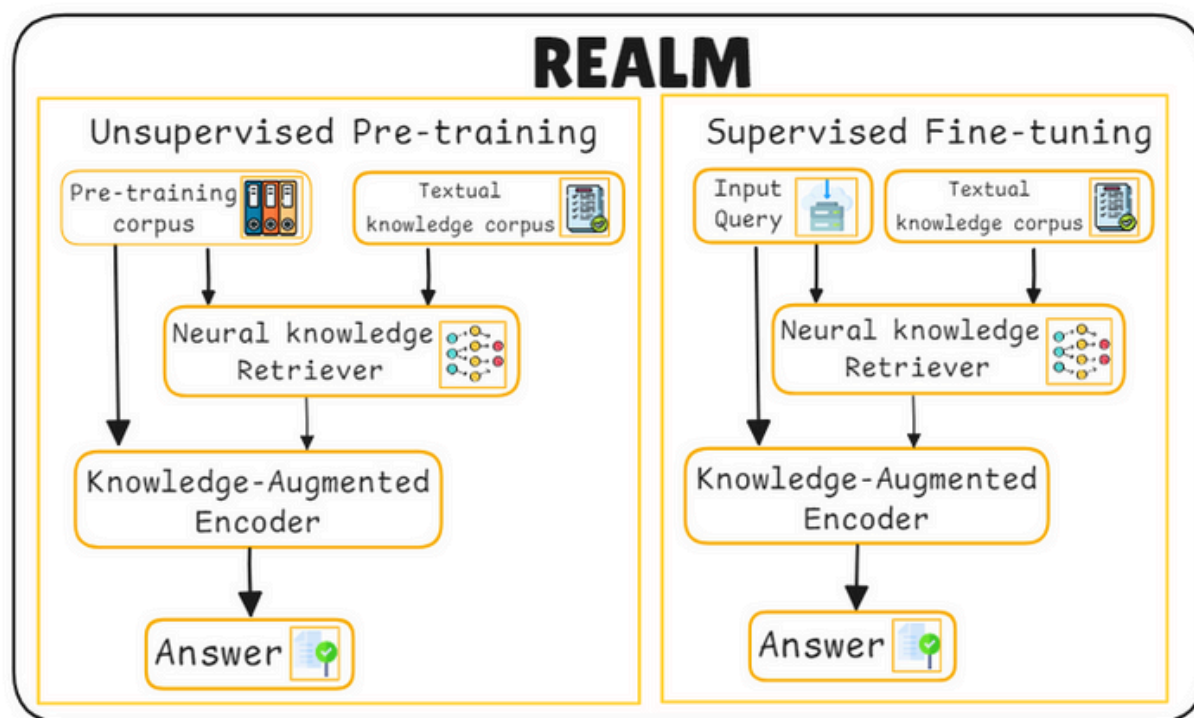 REALM
Unsupervised Pre-training
Pre-training
corpus
Textual
knowledge corpus
Neural knowledge
Retriever
Knowledge-Augmented
Encoder
Answer
Supervised Fine-tuning
Input
Query
Textual
knowledge corpus
Neural knowledge
Retriever
Knowledge-Augmented
Encoder
Answer